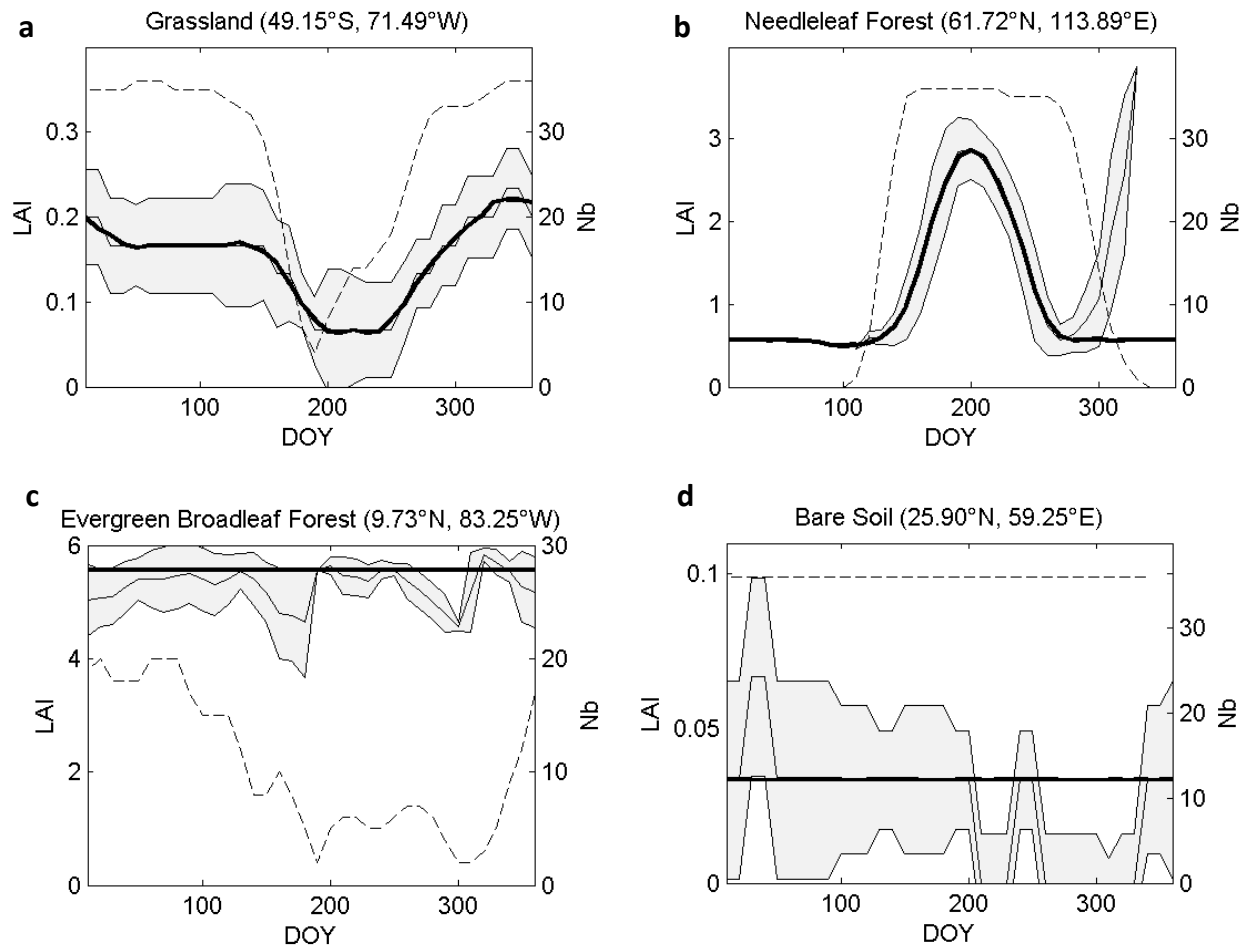 a
Grassland (49.15°S, 71.49°W)
LAI
0.3
0.2
0.1
0
30
20
10
0
Nb
100
200
300
DOY
b
Needleleaf Forest (61.72°N, 113.89°E)
LAI
3
2
1
0
30
20
10
0
Nb
100
200
300
DOY
c
Evergreen Broadleaf Forest (9.73°N, 83.25°W)
LAI
6
4
2
0
30
20
10
0
Nb
100
200
300
DOY
d
Bare Soil (25.90°N, 59.25°E)
LAI
0.1
0.05
0
30
20
10
0
Nb
100
200
300
DOY